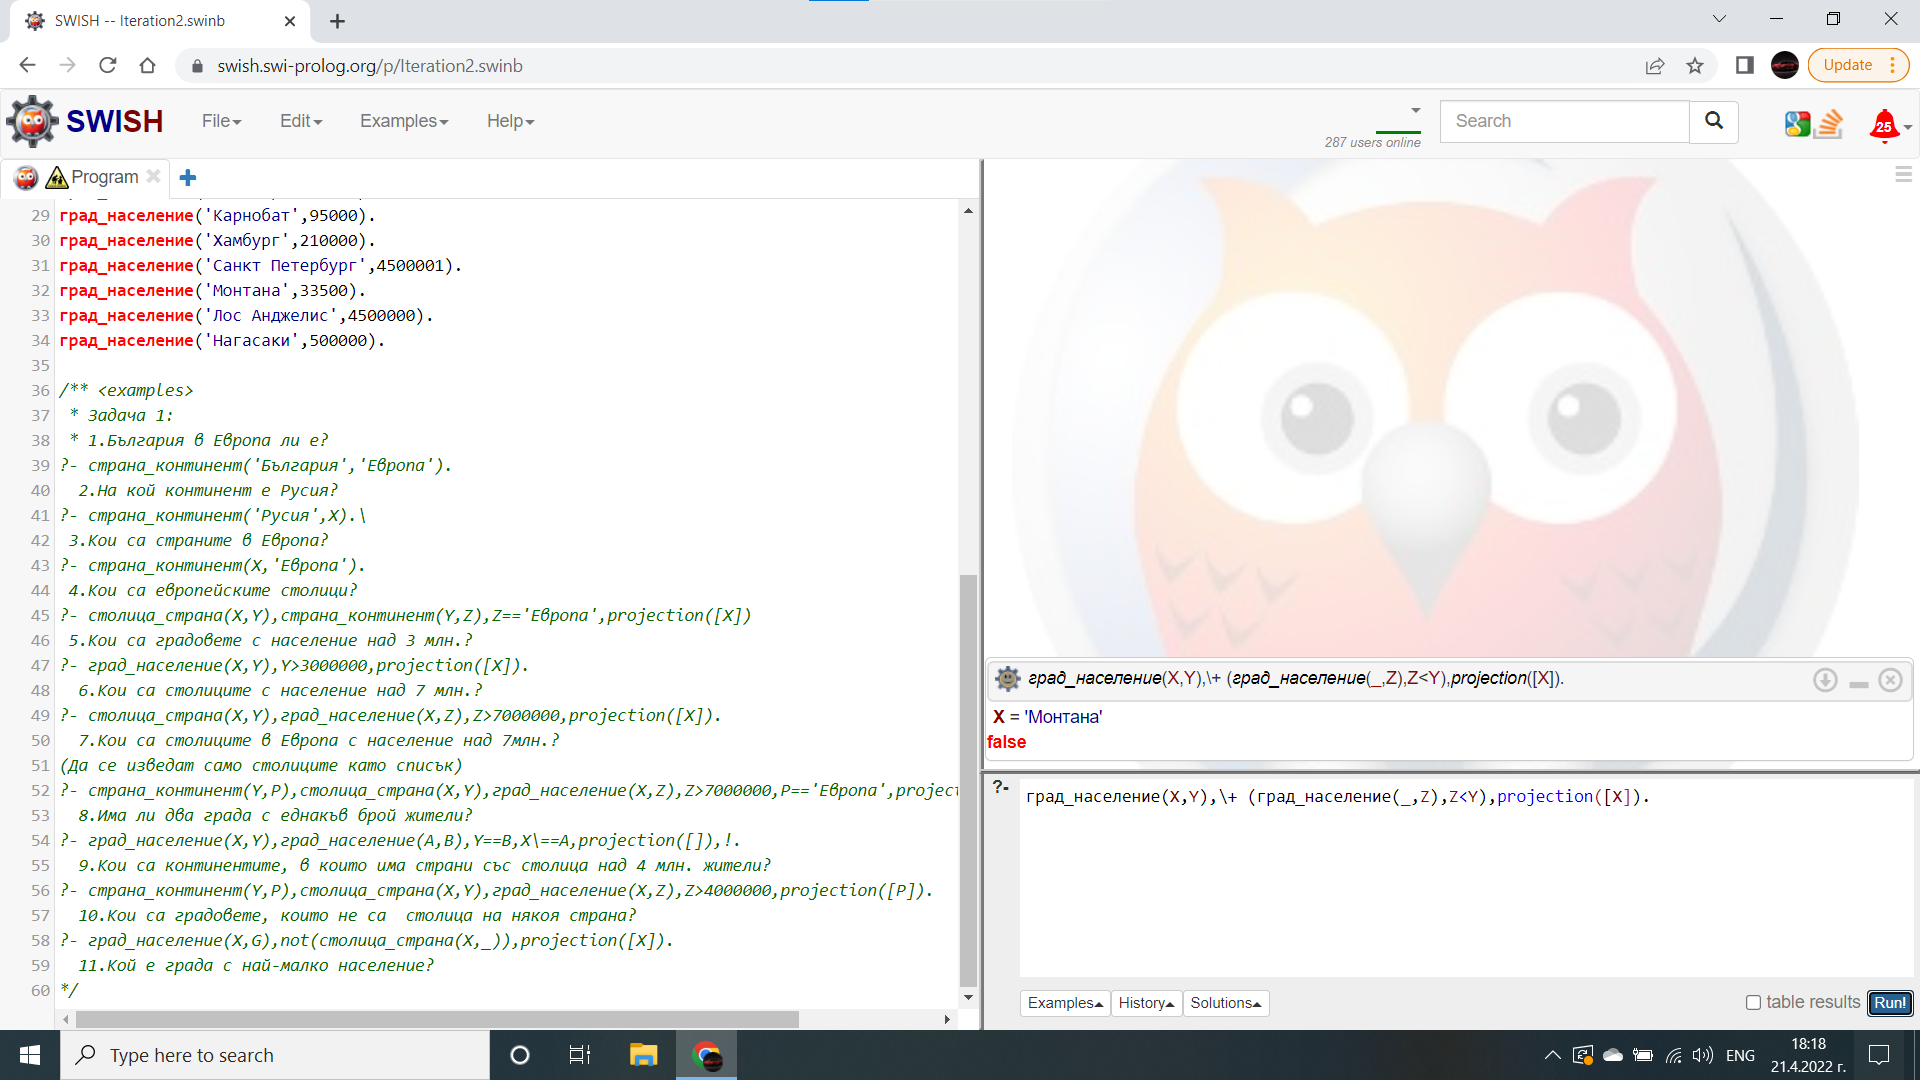 SWISH -- Iteration2.swinb
swish.swi-prolog.org/p/Iteration2.swinb
Update
SWISH File Edit Examples Help
287 users online
Search
25
Program
29 град_население('Карнобат',95000).
30 град_население('Хамбург',210000).
31 град_население('Санкт Петербург',4500001).
32 град_население('Монтана',33500).
33 град_население('Лос Анджелис',4500000).
34 град_население('Нагасаки',500000).
35
36 /** <examples>
37 * Задача 1:
38 * 1.България в Европа ли е?
39 ?- страна_континент('България','Европа').
40 2.На кой континент е Русия?
41 ?- страна_континент('Русия',X).\
42 3.Кои са страните в Европа?
43 ?- страна_континент(X,'Европа').
44 4.Кои са европейските столици?
45 ?- столица_страна(X,Y),страна_континент(Y,Z),Z=='Европа',projection([X])
46 5.Кои са градовете с население над 3 млн.?
47 ?- град_население(X,Y),Y>3000000,projection([X]).
48 6.Кои са столиците с население над 7 млн.?
49 ?- столица_страна(X,Y),град_население(X,Z),Z>7000000,projection([X]).
50 7.Кои са столиците в Европа с население над 7млн.?
51 (Да се изведат само столиците като списък)
52 ?- страна_континент(Y,P),столица_страна(X,Y),град_население(X,Z),Z>7000000,P=='Европа',project
53 8.Има ли два града с еднакъв брой жители?
54 ?- град_население(X,Y),град_население(A,B),Y==B,X\==A,projection([]),!.
55 9.Кои са континентите, в които има страни със столица над 4 млн. жители?
56 ?- страна_континент(Y,P),столица_страна(X,Y),град_население(X,Z),Z>4000000,projection([P]).
57 10.Кои са градовете, които не са столица на някоя страна?
58 ?- град_население(X,G),not(столица_страна(X,_)),projection([X]).
59 11.Кой е града с най-малко население?
60 */
град_население(X,Y),\+ (град_население(_,Z),Z<Y),projection([X]).
X = 'Монтана'
false
?- град_население(X,Y),\+ (град_население(_,Z),Z<Y),projection([X]).
Examples History Solutions table results Run!
Type here to search
ENG
18:18
21.4.2022 г.